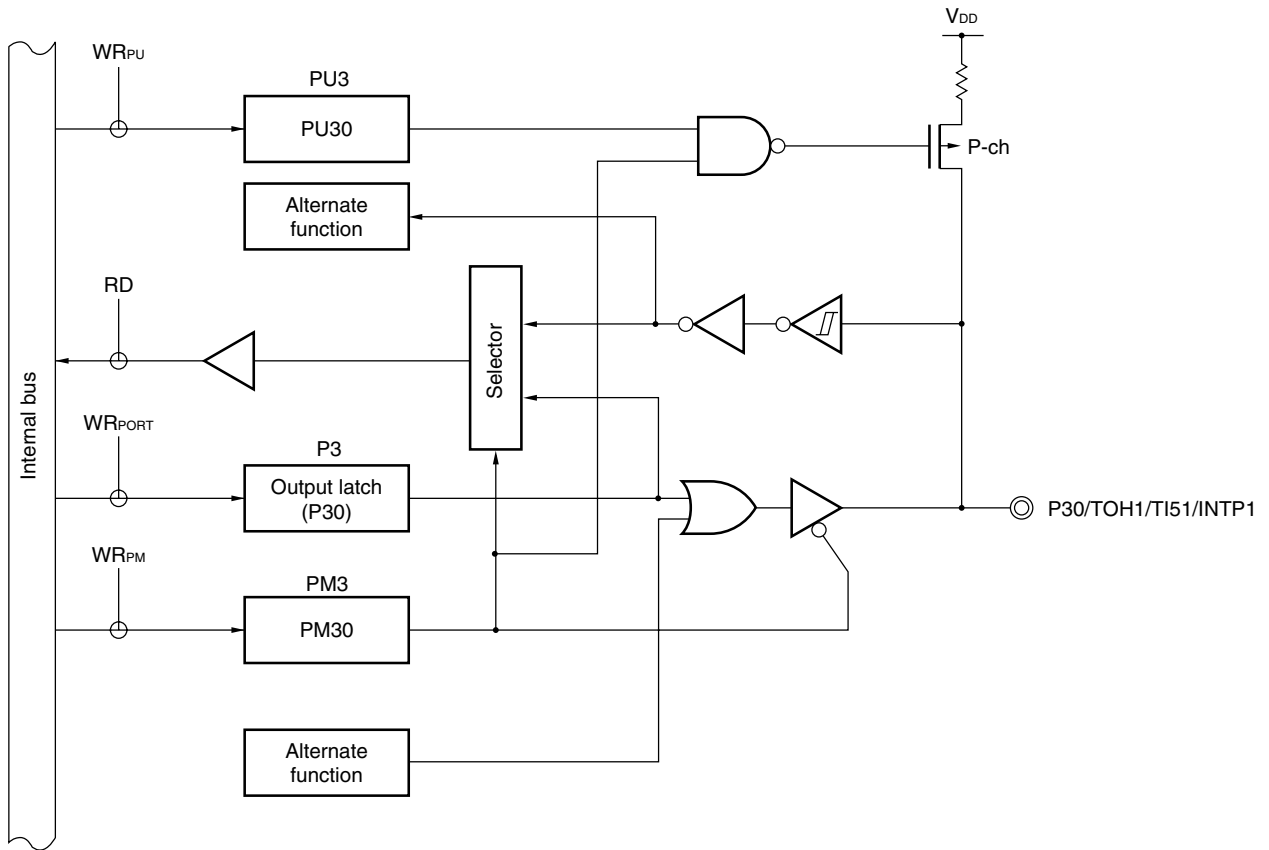 VDD
WRPU
PU3
PU30
P-ch
Alternate
function
RD
Selector
Internal bus
WRPORT
P3
Output latch
(P30)
P30/TOH1/TI51/INTP1
WRPM
PM3
PM30
Alternate
function